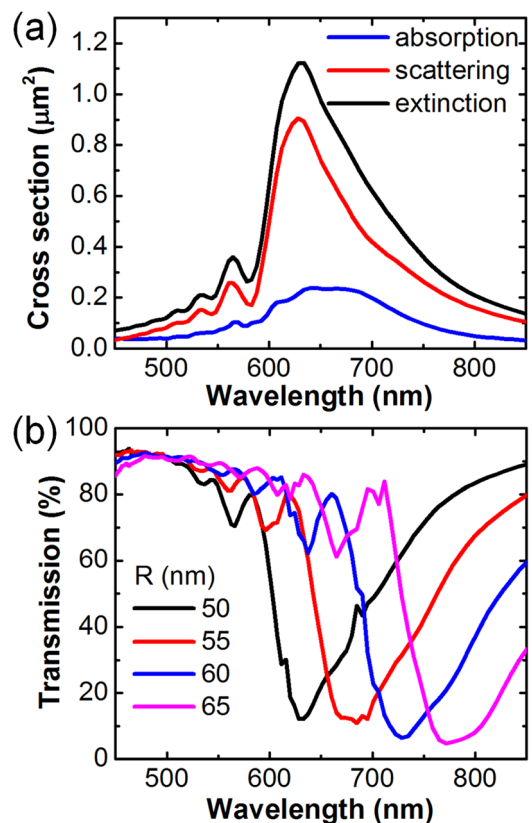 (a)
1.2
1.0
0.8
0.6
0.4
0.2
0.0
Cross section (μm²)
absorption
scattering
extinction
500 600 700 800
Wavelength (nm)
(b)
100
80
60
40
20
0
Transmission (%)
R (nm)
50
55
60
65
500 600 700 800
Wavelength (nm)